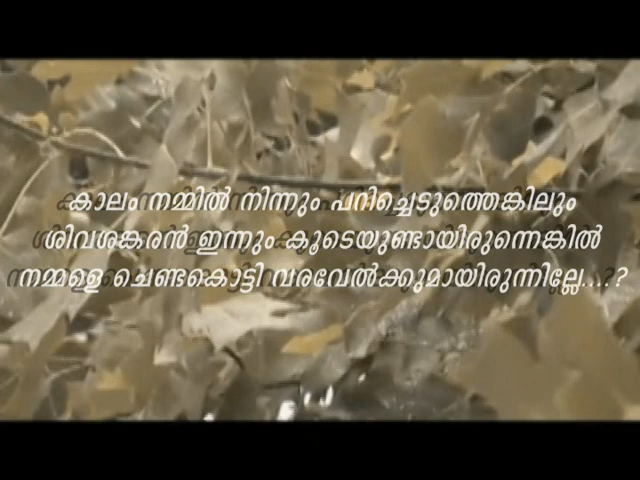 കാലം നമ്മിൽ നിന്നും പറിച്ചെടുത്തെങ്കിലും
ശിവശങ്കരൻ ഇന്നും കൂടെയുണ്ടായിരുന്നെങ്കിൽ
നമ്മളെ ചെണ്ടകൊട്ടി വരവേൽക്കുമായിരുന്നില്ലേ....?